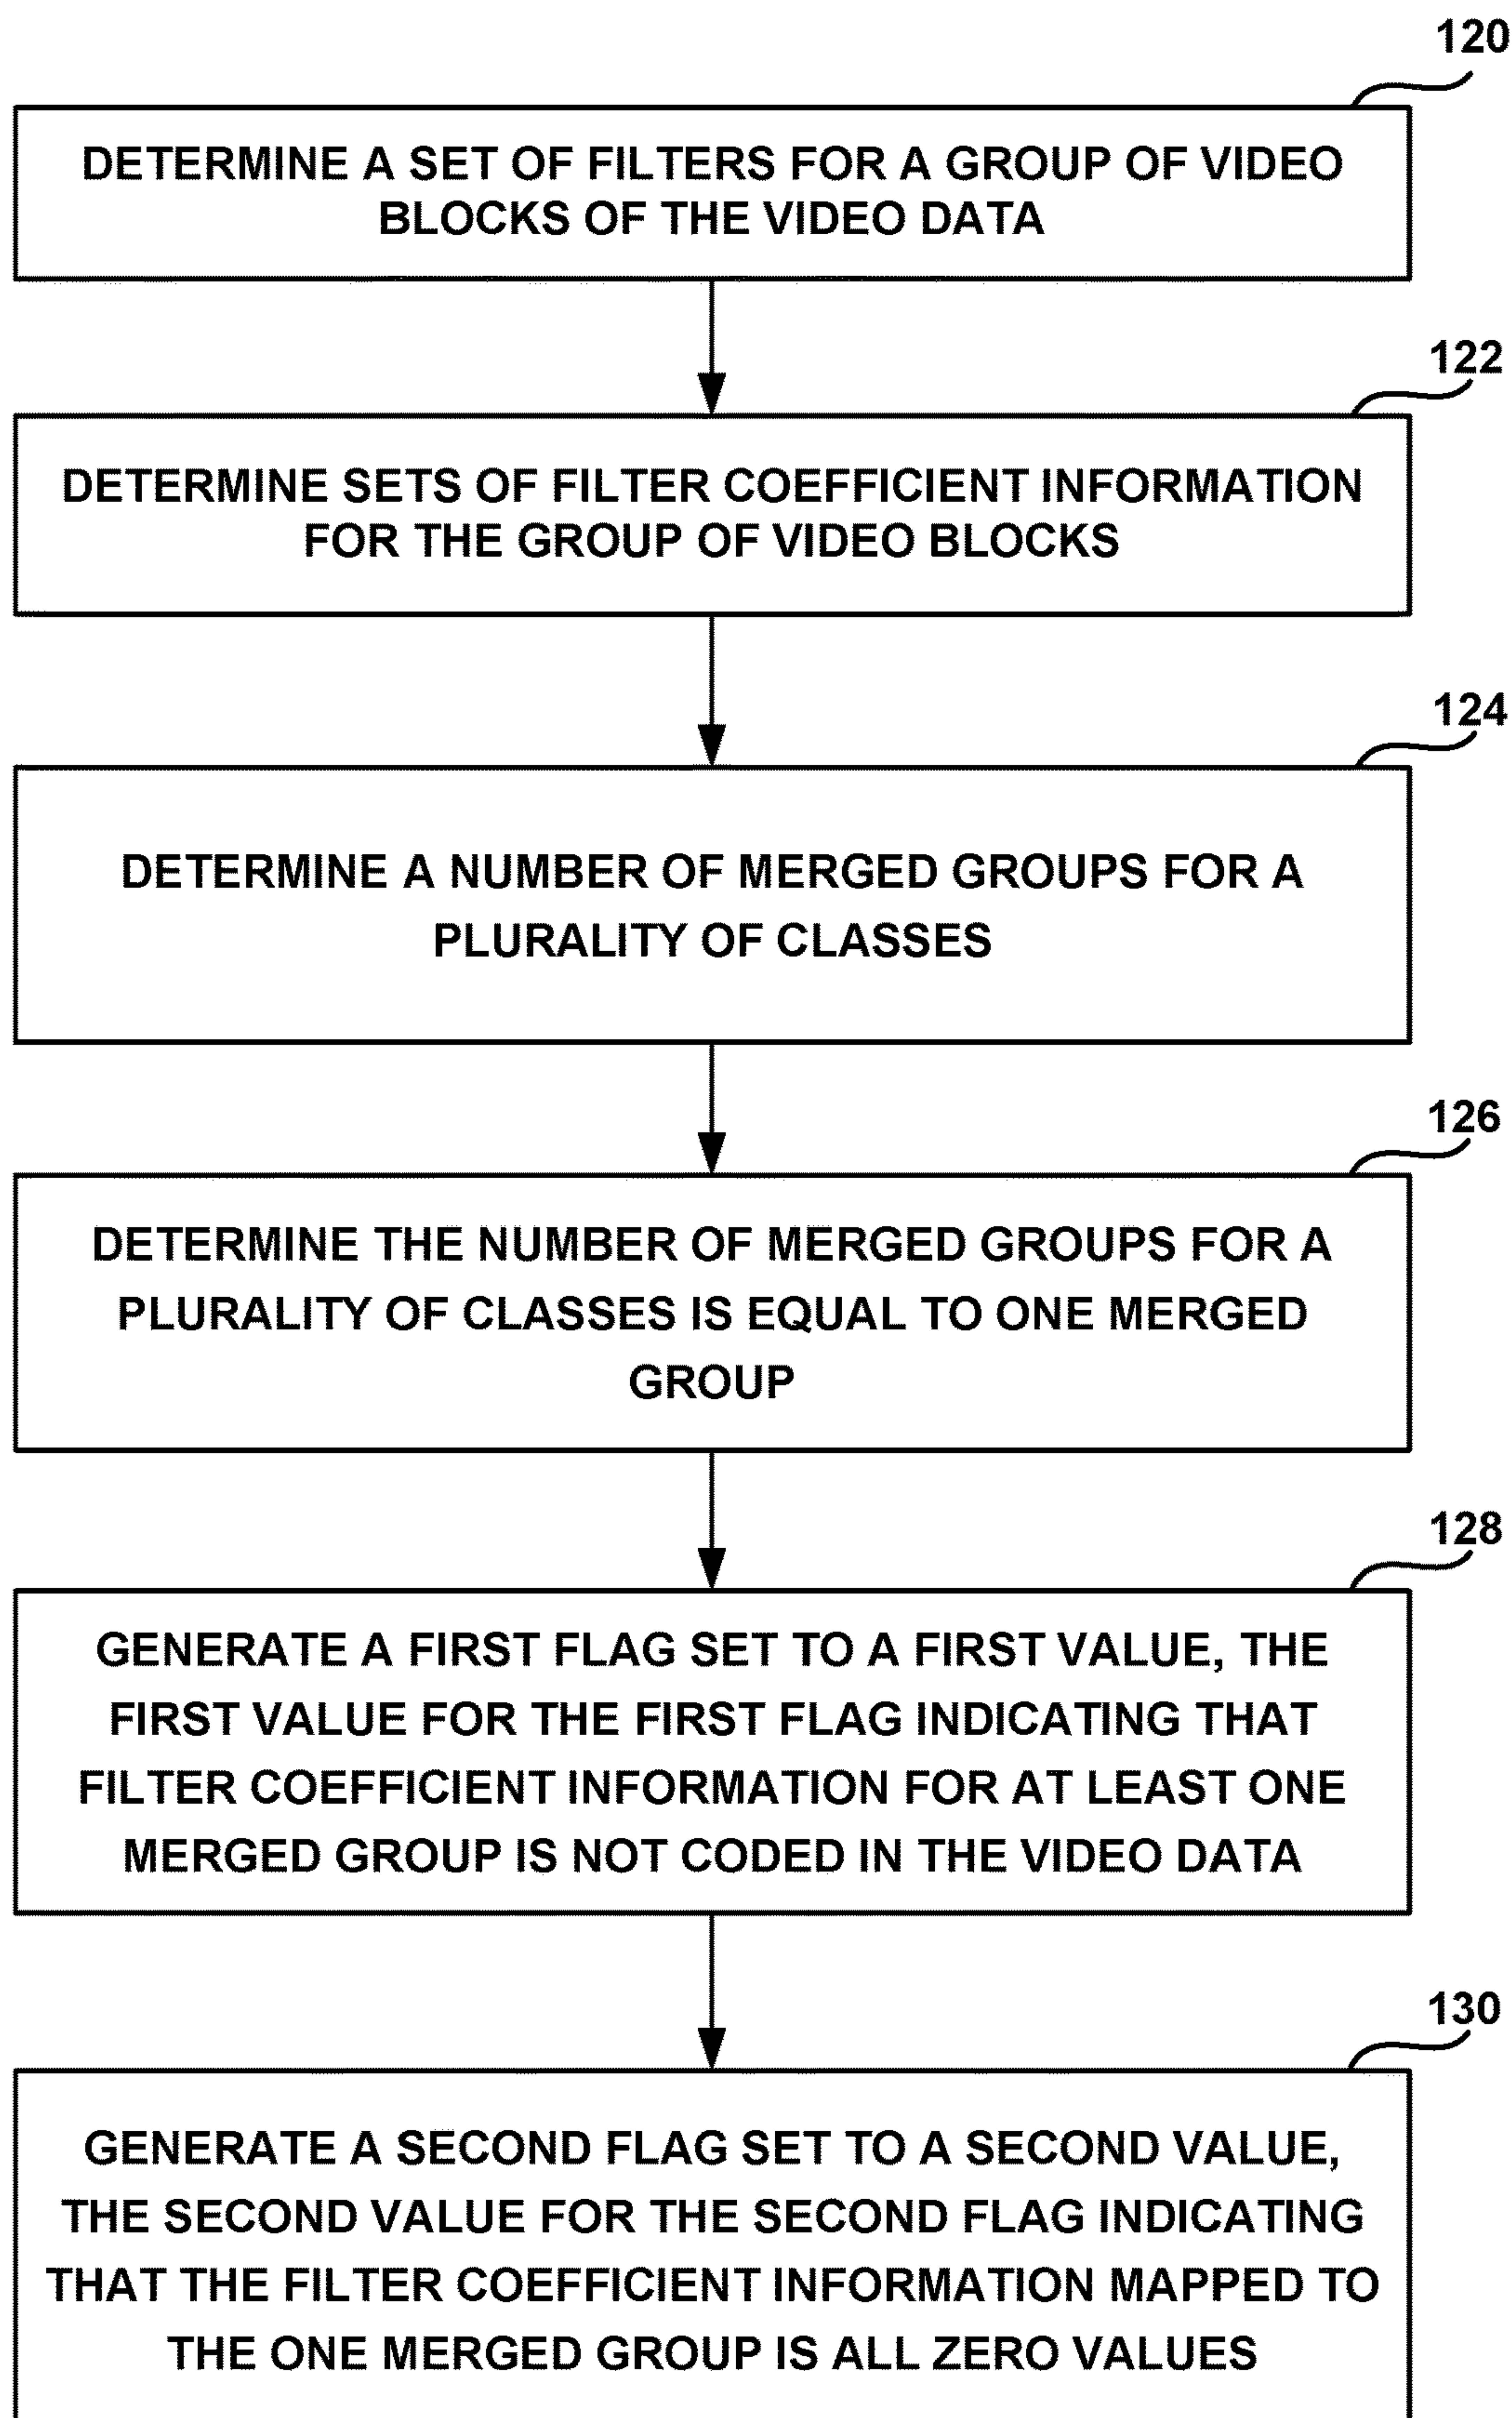 120
DETERMINE A SET OF FILTERS FOR A GROUP OF VIDEO
BLOCKS OF THE VIDEO DATA
122
DETERMINE SETS OF FILTER COEFFICIENT INFORMATION
FOR THE GROUP OF VIDEO BLOCKS
124
DETERMINE A NUMBER OF MERGED GROUPS FOR A
PLURALITY OF CLASSES
126
DETERMINE THE NUMBER OF MERGED GROUPS FOR A
PLURALITY OF CLASSES IS EQUAL TO ONE MERGED
GROUP
128
GENERATE A FIRST FLAG SET TO A FIRST VALUE, THE
FIRST VALUE FOR THE FIRST FLAG INDICATING THAT
FILTER COEFFICIENT INFORMATION FOR AT LEAST ONE
MERGED GROUP IS NOT CODED IN THE VIDEO DATA
130
GENERATE A SECOND FLAG SET TO A SECOND VALUE,
THE SECOND VALUE FOR THE SECOND FLAG INDICATING
THAT THE FILTER COEFFICIENT INFORMATION MAPPED TO
THE ONE MERGED GROUP IS ALL ZERO VALUES